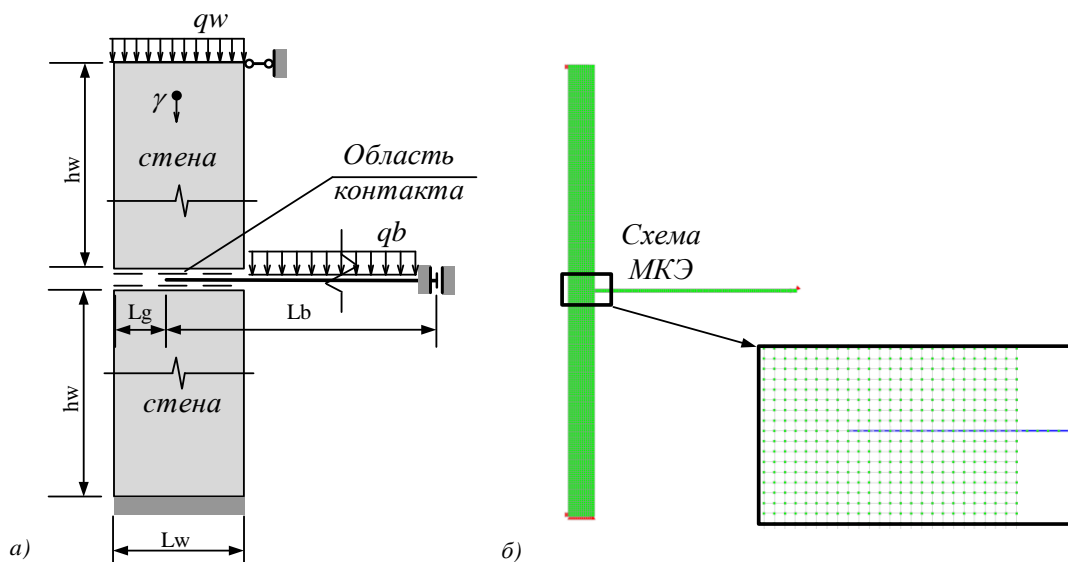 qw
hw
γ
стена
Область
контакта
qb
Lg
Lb
hw
стена
Lw
а)
Схема
МКЭ
б)